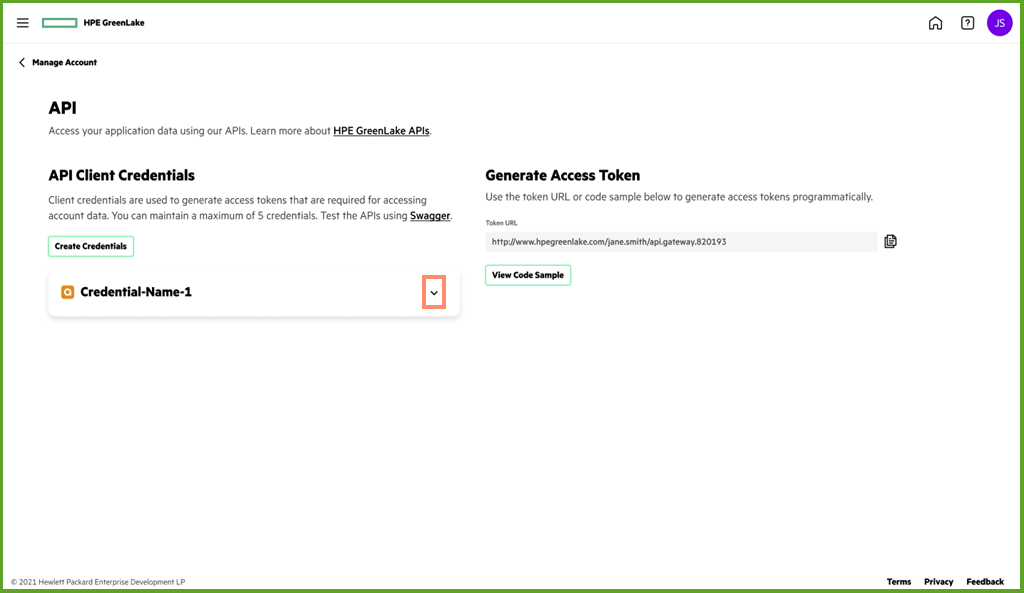 HPE GreenLake
JS
Manage Account
API
Access your application data using our APIs. Learn more about HPE GreenLake APIs.
API Client Credentials
Client credentials are used to generate access tokens that are required for accessing
account data. You can maintain a maximum of 5 credentials. Test the APIs using Swagger.
Create Credentials
Credential-Name-1
Generate Access Token
Use the token URL or code sample below to generate access tokens programmatically.
Token URL
http://www.hpegreenlake.com/jane.smith/api.gateway.820193
View Code Sample
© 2021 Hewlett Packard Enterprise Development LP
Terms Privacy Feedback